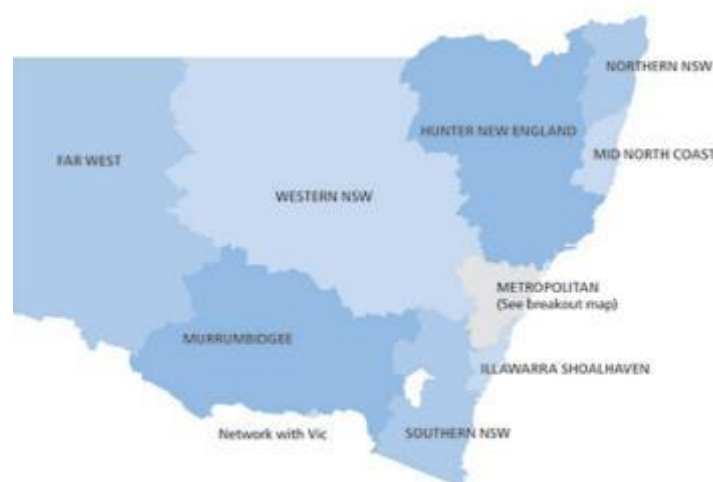 NORTHERN NSW
HUNTER NEW ENGLAND
MID NORTH COAST
FAR WEST
WESTERN NSW
METROPOLITAN
(See breakout map)
MURRUMBIDGEE
ILLAWARRA SHOALHAVEN
Network with Vic
SOUTHERN NSW